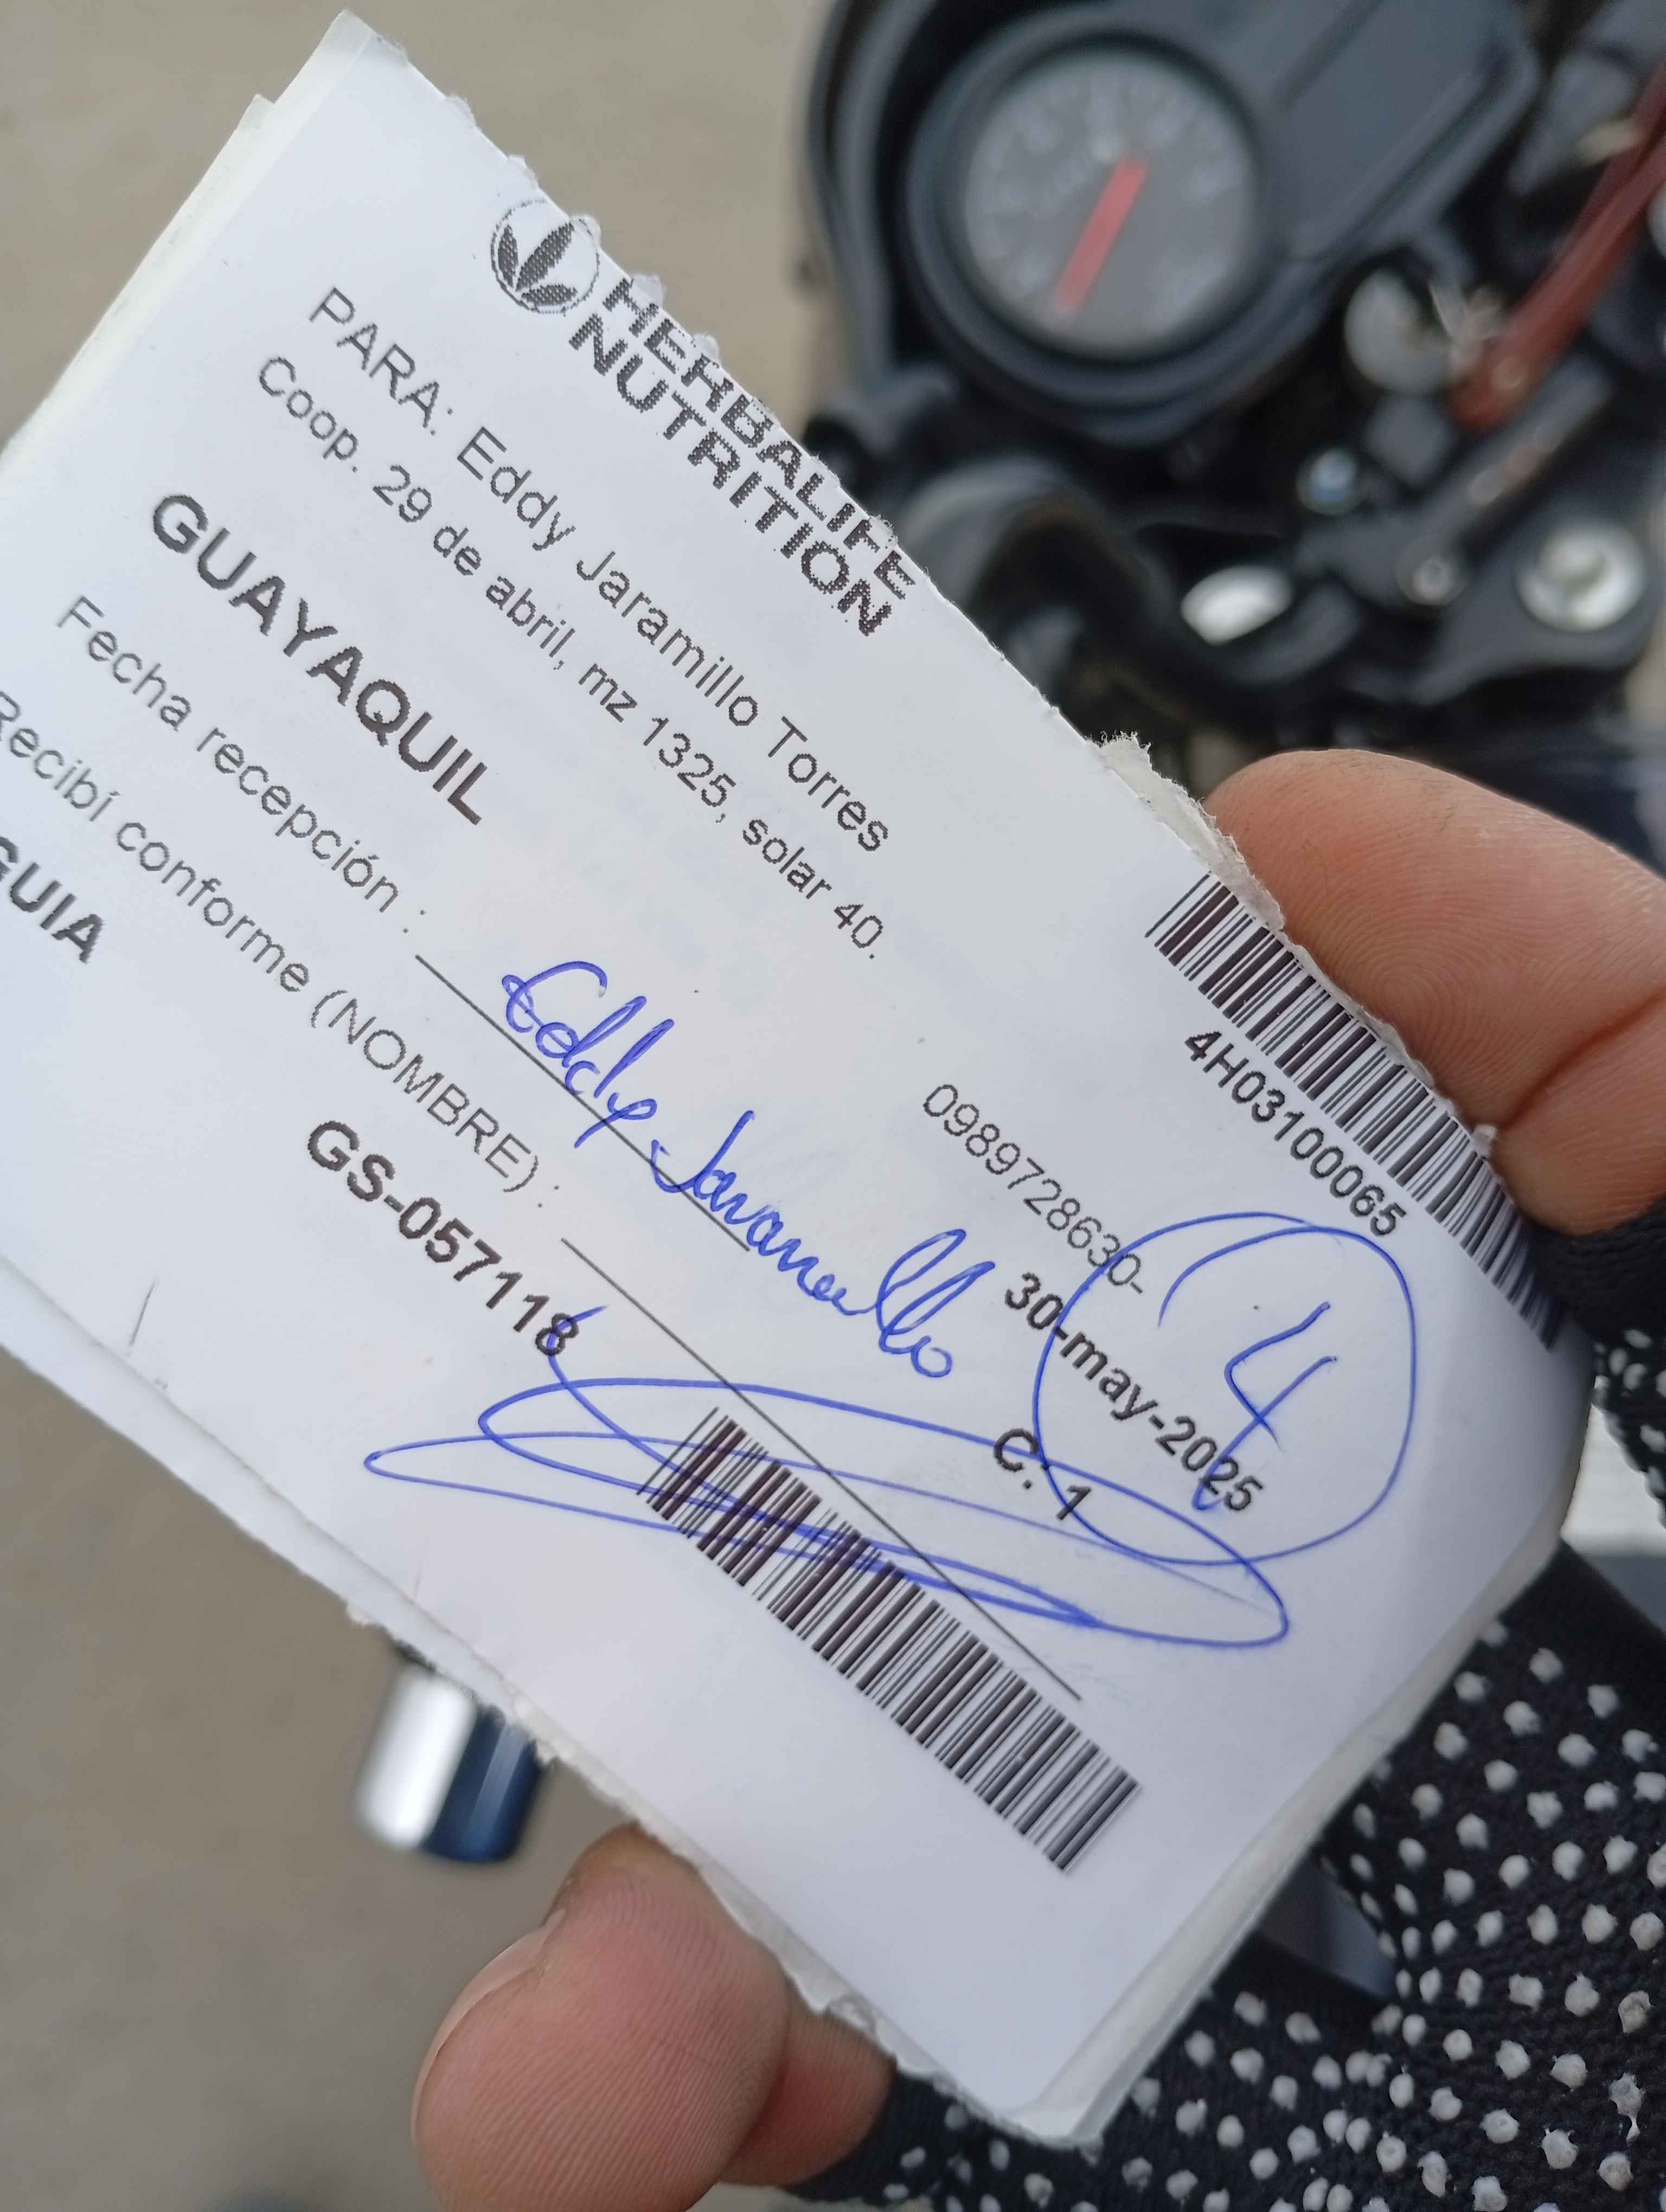 HERBALIFE
NUTRITION
4H03100065
PARA: Eddy Jaramillo Torres
Coop. 29 de abril, mz 1325, solar 40.
0989728630-
GUAYAQUIL
30-may-2025
4
Fecha recepción :
Eddy Jaramillo
C. 1
Recibí conforme (NOMBRE) :
GUIA
GS-057118